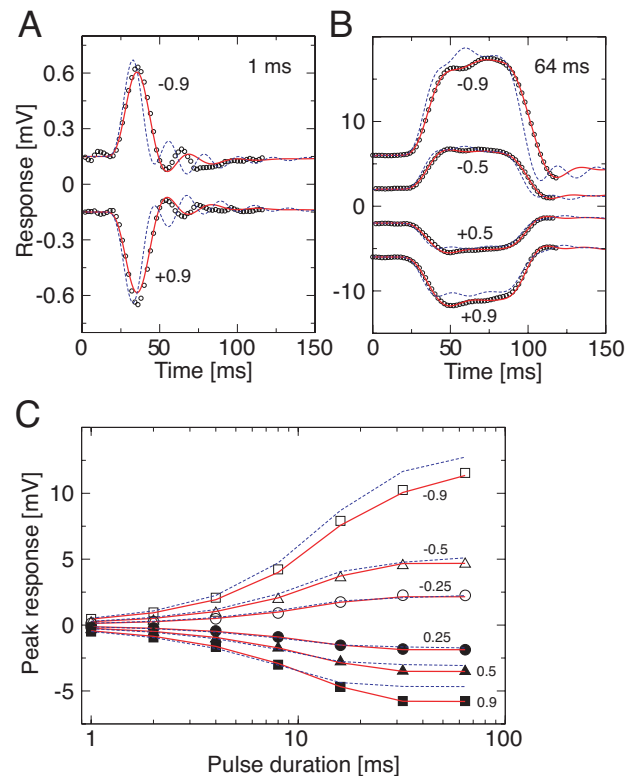 A
B
1 ms
64 ms
-0.9
-0.9
-0.5
+0.5
+0.9
+0.9
0.6
0.3
0
-0.3
-0.6
10
0
-10
Response [mV]
0 50 100 150
0 50 100 150
Time [ms]
Time [ms]
C
10
5
0
-5
Peak response [mV]
-0.9
-0.5
-0.25
0.25
0.5
0.9
1 10 100
Pulse duration [ms]